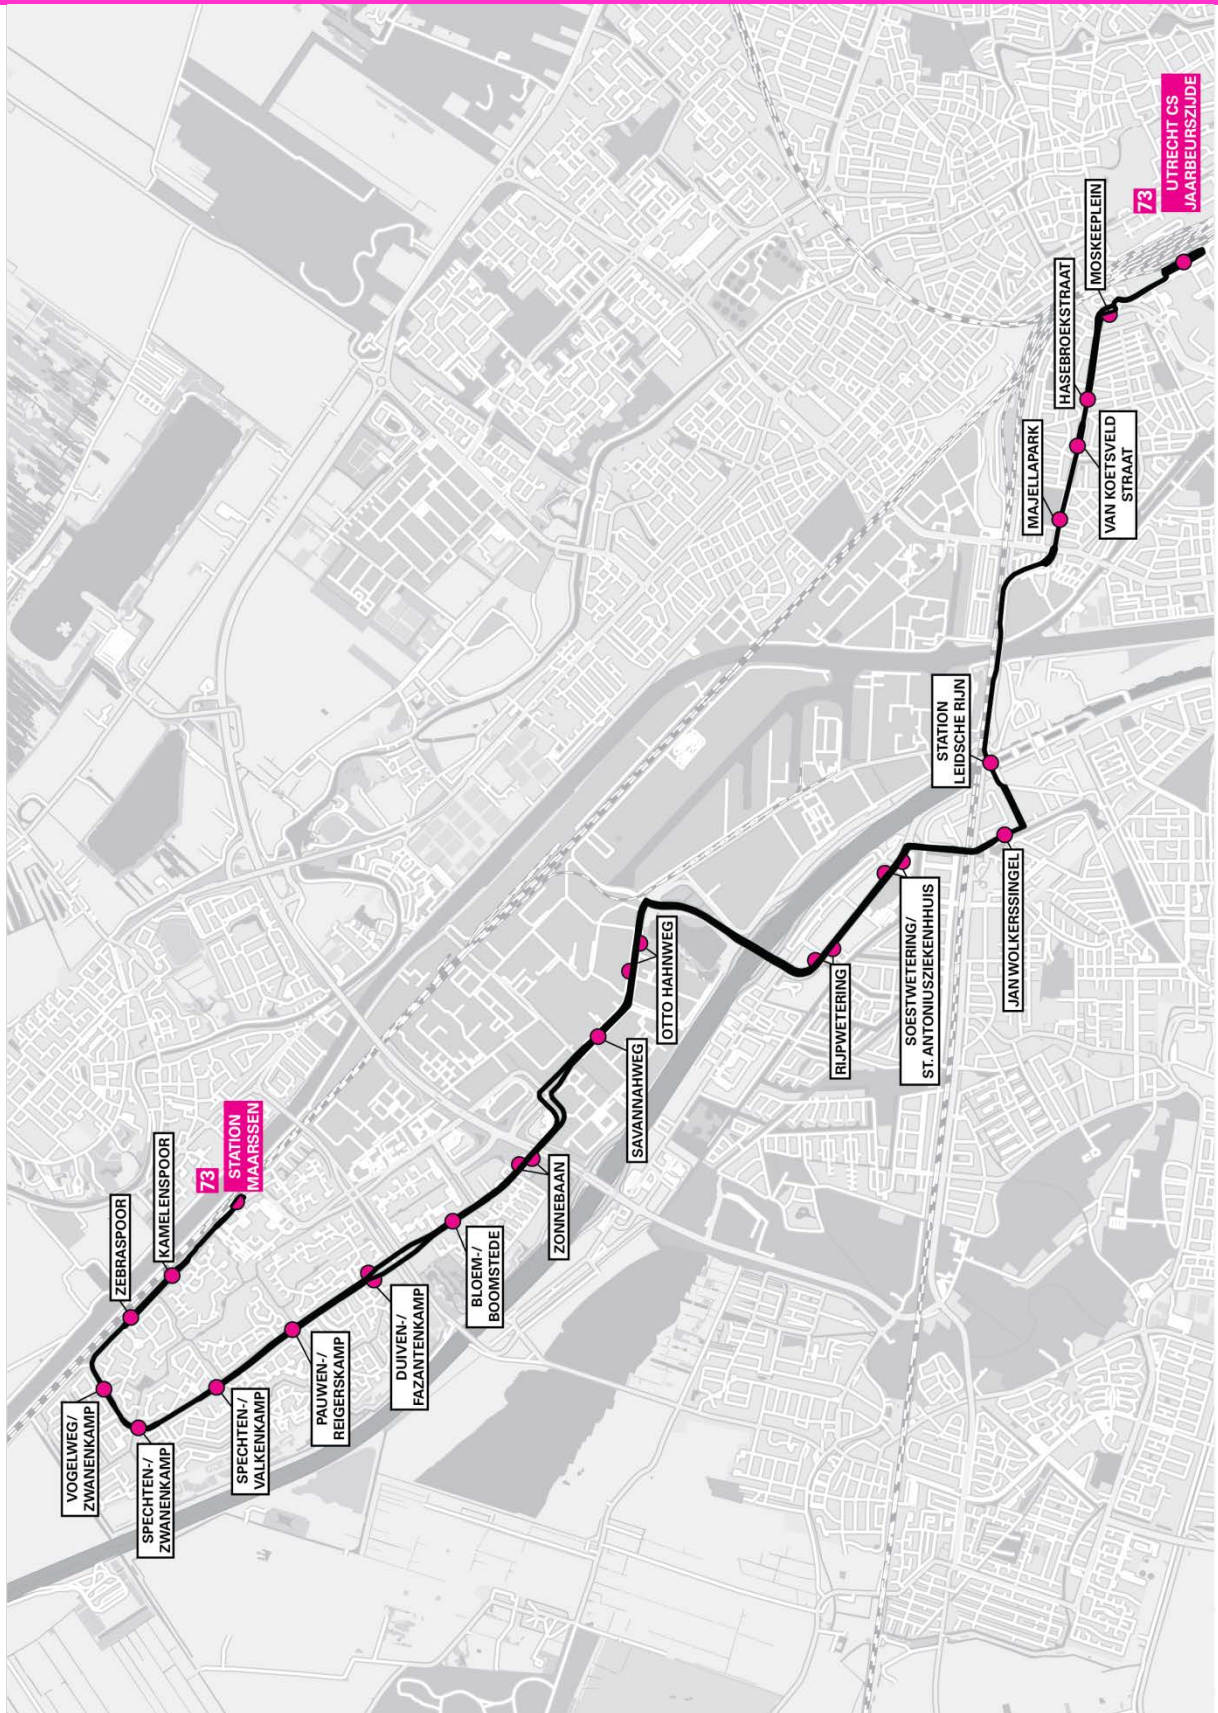 73
STATION
MAARSSEN
KAMELENSPOOR
ZEBRASPOOR
VOGELWEG/
ZWANENKAMP
SPECHTEN-/
ZWANENKAMP
SPECHTEN-/
VALKENKAMP
PAUWEN-/
REIGERSKAMP
DUIVEN-/
FAZANTENKAMP
BLOEM-/
BOOMSTEDE
ZONNEBAAN
SAVANNAHWEG
OTTO HAHNWEG
RIJPWETERING
SOESTWETERING/
ST. ANTONIUSZIEKENHUIS
JAN WOLKERSSINGEL
STATION
LEIDSCHE RIJN
MAJELLAPARK
VAN KOETSVELD
STRAAT
HASEBROEKSTRAAT
MOSKEEPLEIN
73
UTRECHT CS
JAARBEURSZIJDE